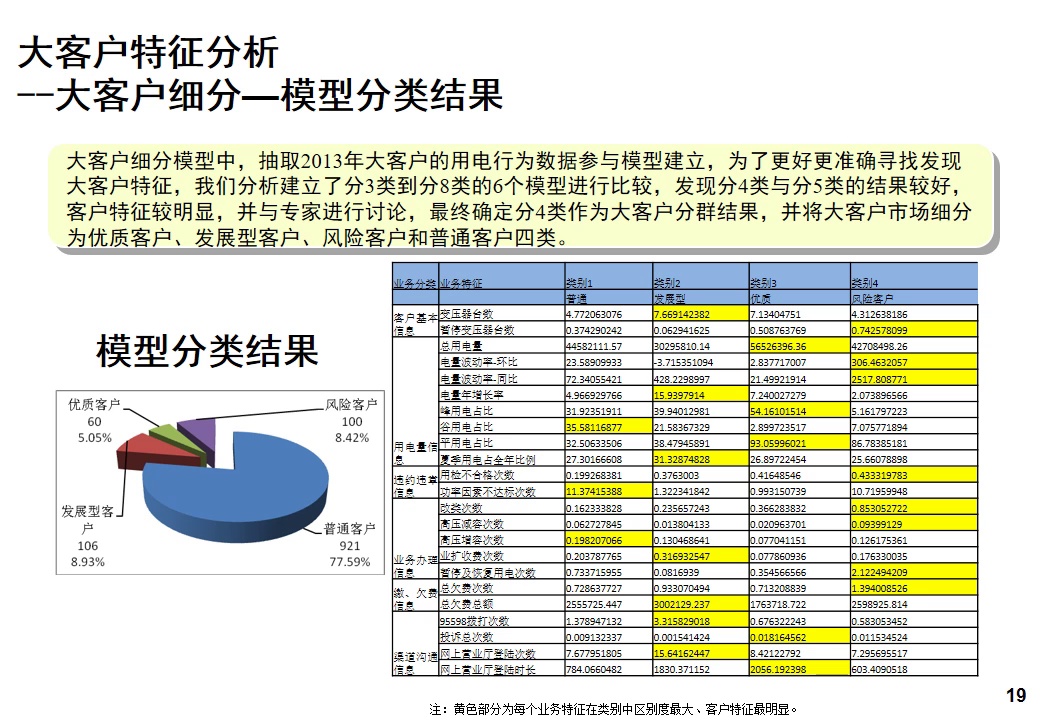 大客户特征分析
--大客户细分—模型分类结果
大客户细分模型中，抽取2013年大客户的用电行为数据参与模型建立，为了更好更准确寻找发现
大客户特征，我们分析建立了分3类到分8类的6个模型进行比较，发现分4类与分5类的结果较好，
客户特征较明显，并与专家进行讨论，最终确定分4类作为大客户分群结果，并将大客户市场细分
为优质客户、发展型客户、风险客户和普通客户四类。
模型分类结果
优质客户
60
5.05%
风险客户
100
8.42%
发展型客
户
106
8.93%
普通客户
921
77.59%
业务分类 业务特征 类别1 类别2 类别3 类别4
普通 发展型 优质 风险客户
客户基本
信息
变压器台数 4.772063076 7.669142382 7.13404751 4.312638186
暂停变压器台数 0.374290242 0.062941625 0.508763769 0.742578099
用电量信
息
总用电量 44582111.57 30295810.14 56526396.36 42708498.26
电量波动率-环比 23.58909933 -3.715351094 2.837717007 306.4632057
电量波动率-同比 72.34055421 428.2298997 21.49921914 2517.808771
电量年增长率 4.966929766 15.9397914 7.240027279 2.073896566
峰用电占比 31.92351911 39.94012981 54.16101514 5.161797223
谷用电占比 35.58116877 21.58367329 2.899723517 7.075771894
平用电占比 32.50633506 38.47945891 93.05996021 86.78385181
夏季用电占全年比例 27.30166608 31.32874828 26.89722454 25.66078898
违约违章
信息
用检不合格次数 0.199268381 0.3763003 0.41648546 0.433319783
功率因素不达标次数 11.37415388 1.322341842 0.993150739 10.71959948
业务办理
信息
改类次数 0.162333828 0.235657243 0.366283832 0.853052722
高压减容次数 0.062727845 0.013804133 0.020963701 0.09399129
高压增容次数 0.198207066 0.130468641 0.077041151 0.126175361
业扩收费次数 0.203787765 0.316932547 0.077860936 0.176330035
暂停及恢复用电次数 0.733715955 0.0816939 0.354566566 2.122494209
缴、欠费
信息
总欠费次数 0.728637727 0.933070494 0.713208839 1.394008526
总欠费总额 2555725.447 3002129.237 1763718.722 2598925.814
渠道沟通
信息
95598拨打次数 1.378947132 3.315829018 0.676322243 0.583053452
投诉总次数 0.009132337 0.001541424 0.018164562 0.011534524
网上营业厅登陆次数 7.677951805 15.64162447 8.42122792 7.295695517
网上营业厅登陆时长 784.0660482 1830.371152 2056.192398 603.4090518
注：黄色部分为每个业务特征在类别中区别度最大、客户特征最明显。
19